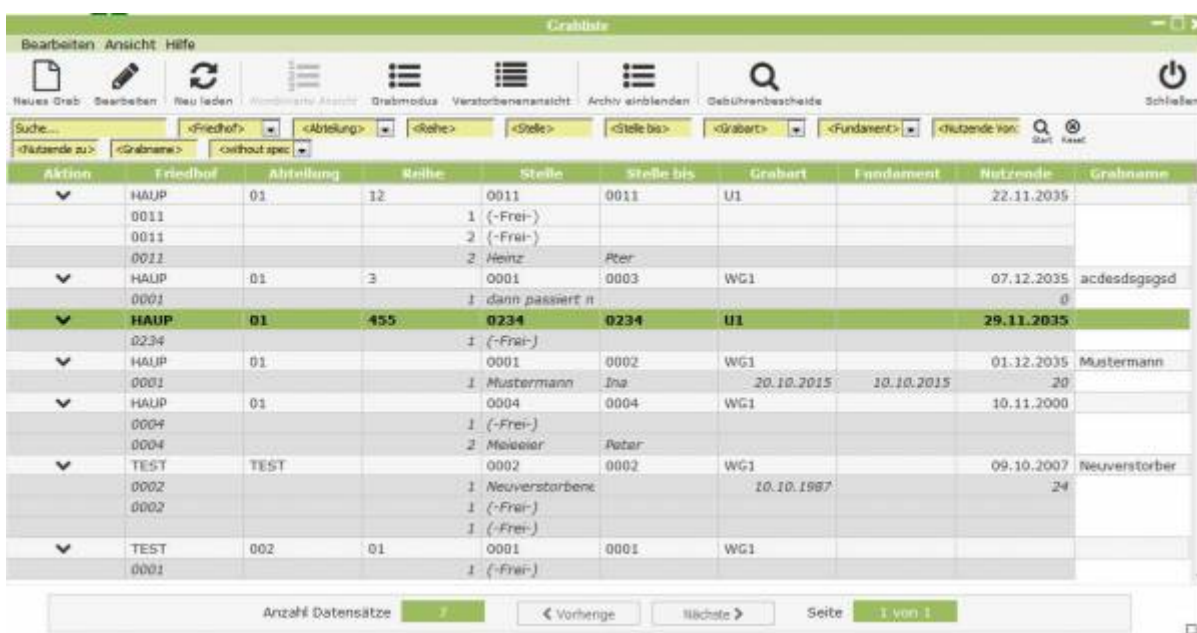 Grabliste
Bearbeiten Ansicht Hilfe
Neues Grab Bearbeiten Neu laden Kombinierte Ansicht Grabmodus Verstorbenenansicht Archiv einblenden Gebührenbescheide Schließen
Suche... <Friedhof> <Abteilung> <Reihe> <Stelle> <Stelle bis> <Grabart> <Fundament> <Nutzende von: Start Reset
<Nutzende zu> <Grabname> <without spec
Aktion Friedhof Abteilung Reihe Stelle Stelle bis Grabart Fundament Nutzende Grabname
HAUP 01 12 0011 0011 U1 22.11.2035
0011 1 (-Frei-)
0011 2 (-Frei-)
0011 2 Heinz Pter
HAUP 01 3 0001 0003 WG1 07.12.2035 acdesdsgsgsd
0001 1 dann passiert n 0
HAUP 01 455 0234 0234 U1 29.11.2035
0234 1 (-Frei-)
HAUP 01 0001 0002 WG1 01.12.2035 Mustermann
0001 1 Mustermann Ina 20.10.2015 10.10.2015 20
HAUP 01 0004 0004 WG1 10.11.2000
0004 1 (-Frei-)
0004 2 Meieeier Peter
TEST TEST 0002 0002 WG1 09.10.2007 Neuverstorber
0002 1 Neuverstorbene 10.10.1987 24
0002 1 (-Frei-)
1 (-Frei-)
TEST 002 01 0001 0001 WG1
0001 1 (-Frei-)
Anzahl Datensätze 7 Vorherige Nächste Seite 1 von 1